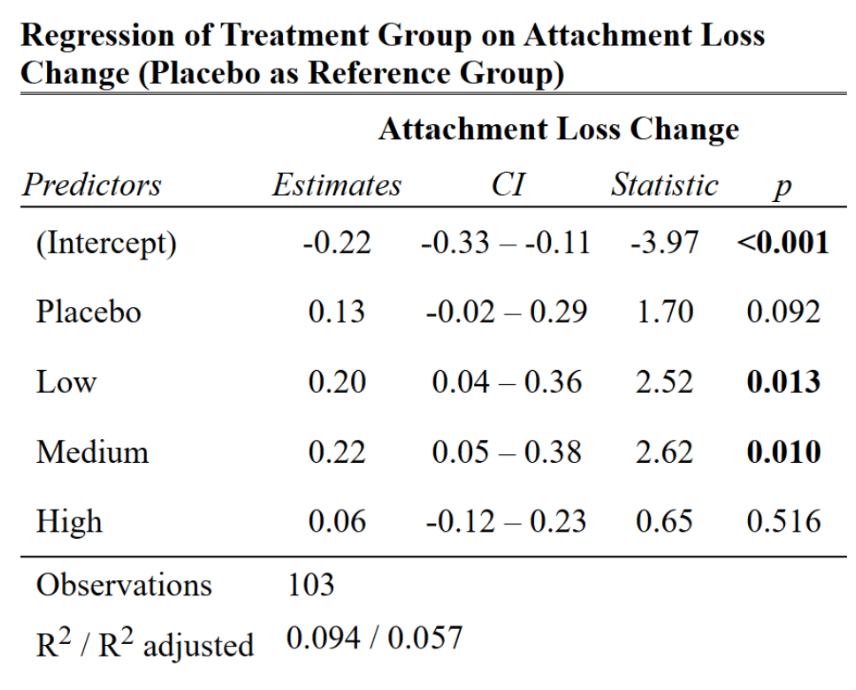 Regression of Treatment Group on Attachment Loss
Change (Placebo as Reference Group)
Attachment Loss Change
Predictors Estimates CI Statistic p
(Intercept) -0.22 -0.33 – -0.11 -3.97 <0.001
Placebo 0.13 -0.02 – 0.29 1.70 0.092
Low 0.20 0.04 – 0.36 2.52 0.013
Medium 0.22 0.05 – 0.38 2.62 0.010
High 0.06 -0.12 – 0.23 0.65 0.516
Observations 103
R² / R² adjusted 0.094 / 0.057